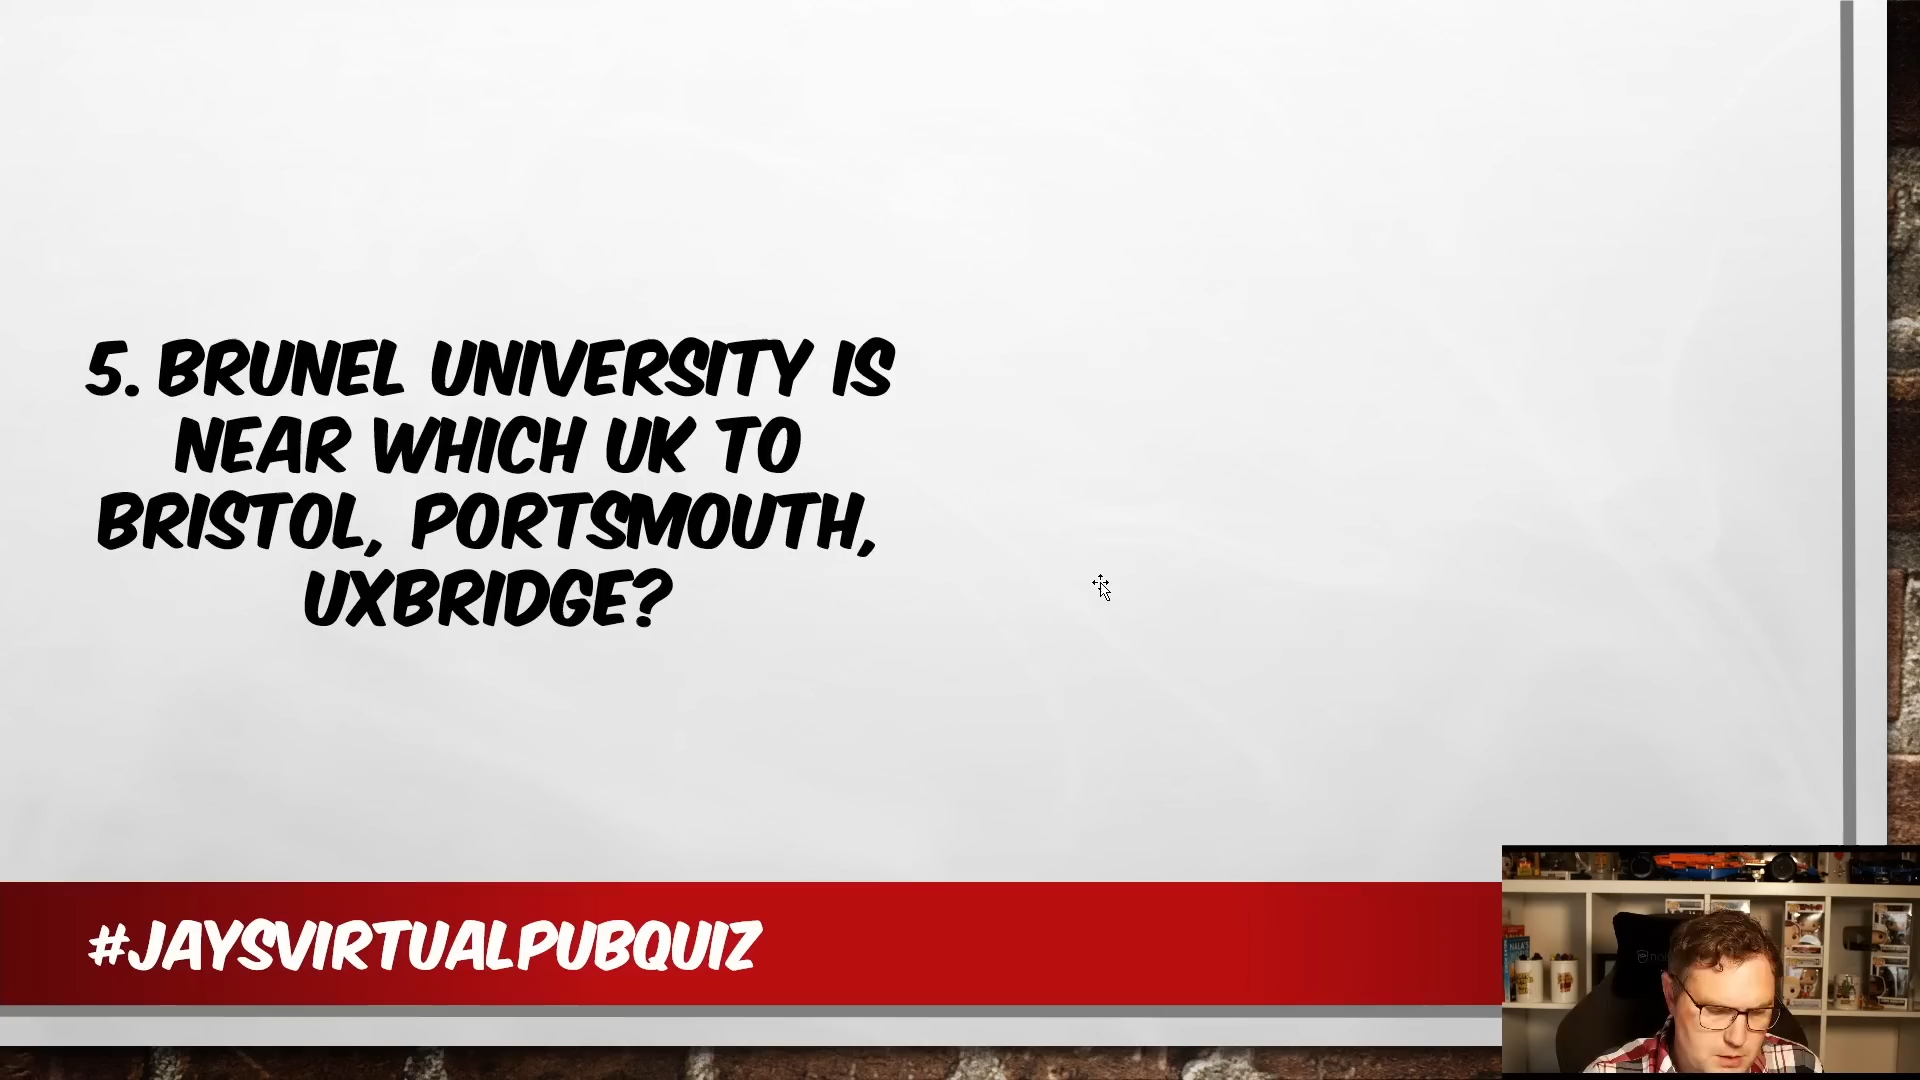 5. BRUNEL UNIVERSITY IS
NEAR WHICH UK TO
BRISTOL, PORTSMOUTH,
UXBRIDGE?
#JAYSVIRTUALPUBQUIZ